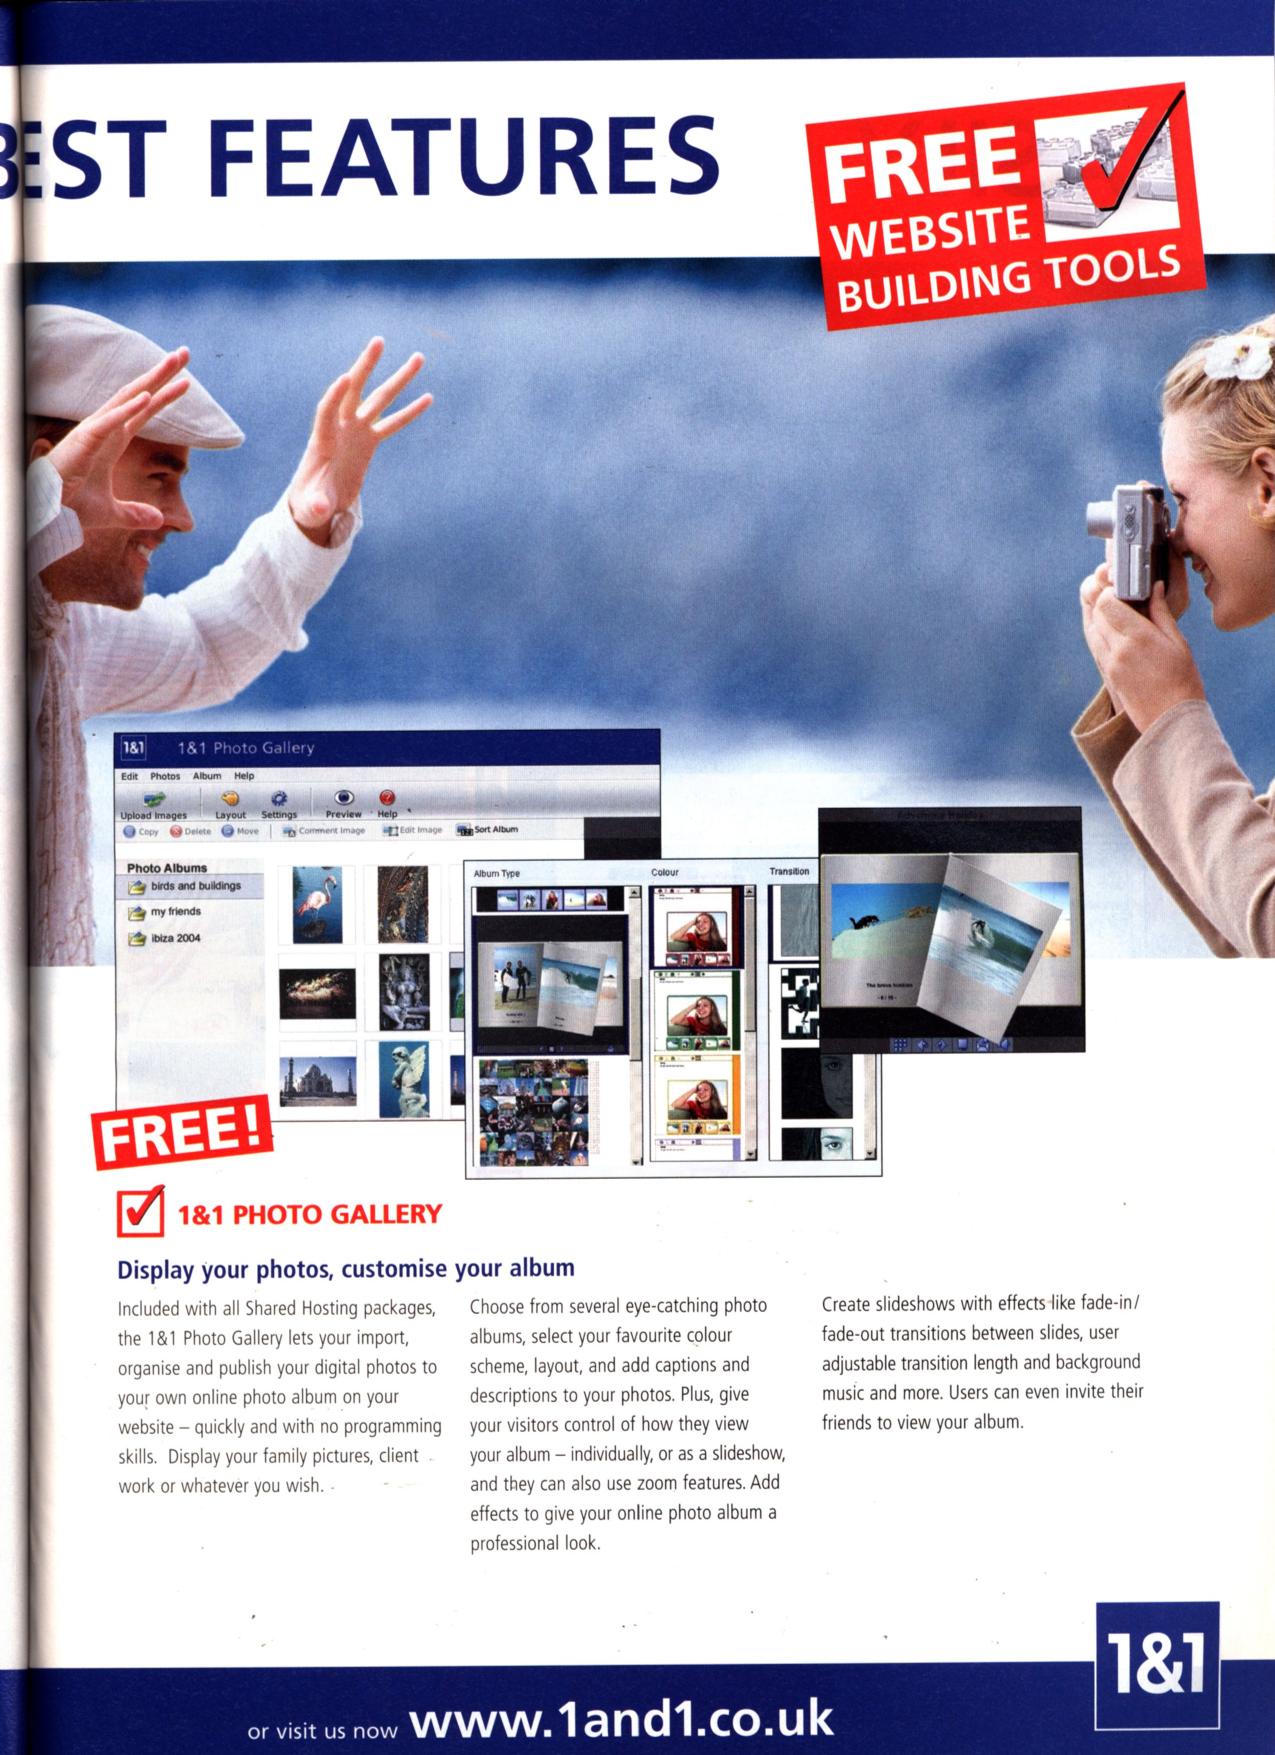 BEST FEATURES
FREE
WEBSITE
BUILDING TOOLS
1&1 1&1 Photo Gallery
Edit Photos Album Help
Upload Images Layout Settings Preview Help
Copy Delete Move Comment Image Edit Image Sort Album
Photo Albums
birds and buildings
my friends
ibiza 2004
Album Type Colour Transition
FREE!
1&1 PHOTO GALLERY
Display your photos, customise your album
Included with all Shared Hosting packages,
the 1&1 Photo Gallery lets your import,
organise and publish your digital photos to
your own online photo album on your
website – quickly and with no programming
skills. Display your family pictures, client
work or whatever you wish.
Choose from several eye-catching photo
albums, select your favourite colour
scheme, layout, and add captions and
descriptions to your photos. Plus, give
your visitors control of how they view
your album – individually, or as a slideshow,
and they can also use zoom features. Add
effects to give your online photo album a
professional look.
Create slideshows with effects like fade-in/
fade-out transitions between slides, user
adjustable transition length and background
music and more. Users can even invite their
friends to view your album.
1&1
or visit us now www.1and1.co.uk